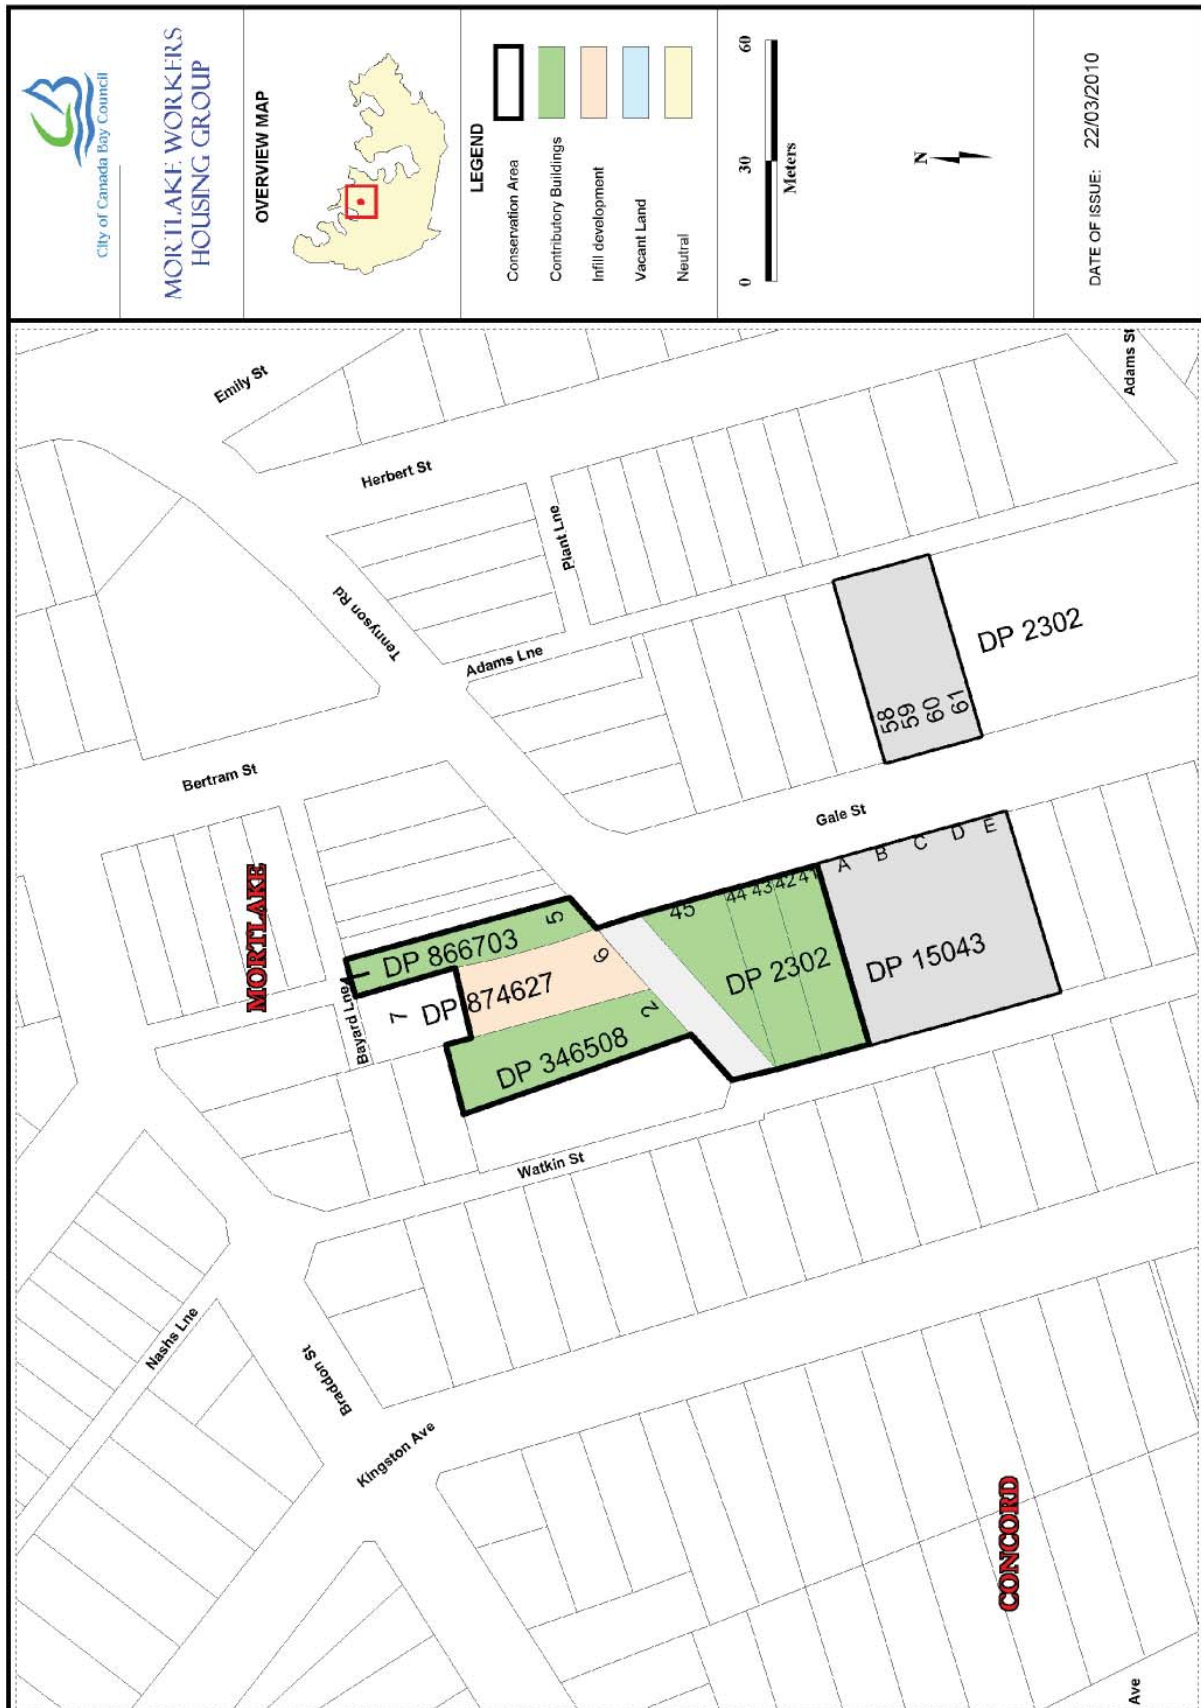 City of Canada Bay Council
MORTLAKE WORKERS
HOUSING GROUP
OVERVIEW MAP
LEGEND
Conservation Area
Contributory Buildings
Infill development
Vacant Land
Neutral
0 30 60
Meters
N
DATE OF ISSUE: 22/03/2010
Emily St
Herbert St
Plant Lne
Tennyson Rd
Adams Lne
Adams St
Bertram St
MORTLAKE
Bayard Lne
Gale St
58
59
60
61
DP 2302
5
DP 866703
6
DP 874627
7
2
DP 346508
45
44
43
42
41
DP 2302
A
B
C
D
E
DP 15043
Watkin St
Nashs Lne
Braddon St
Kingston Ave
CONCORD
Ave